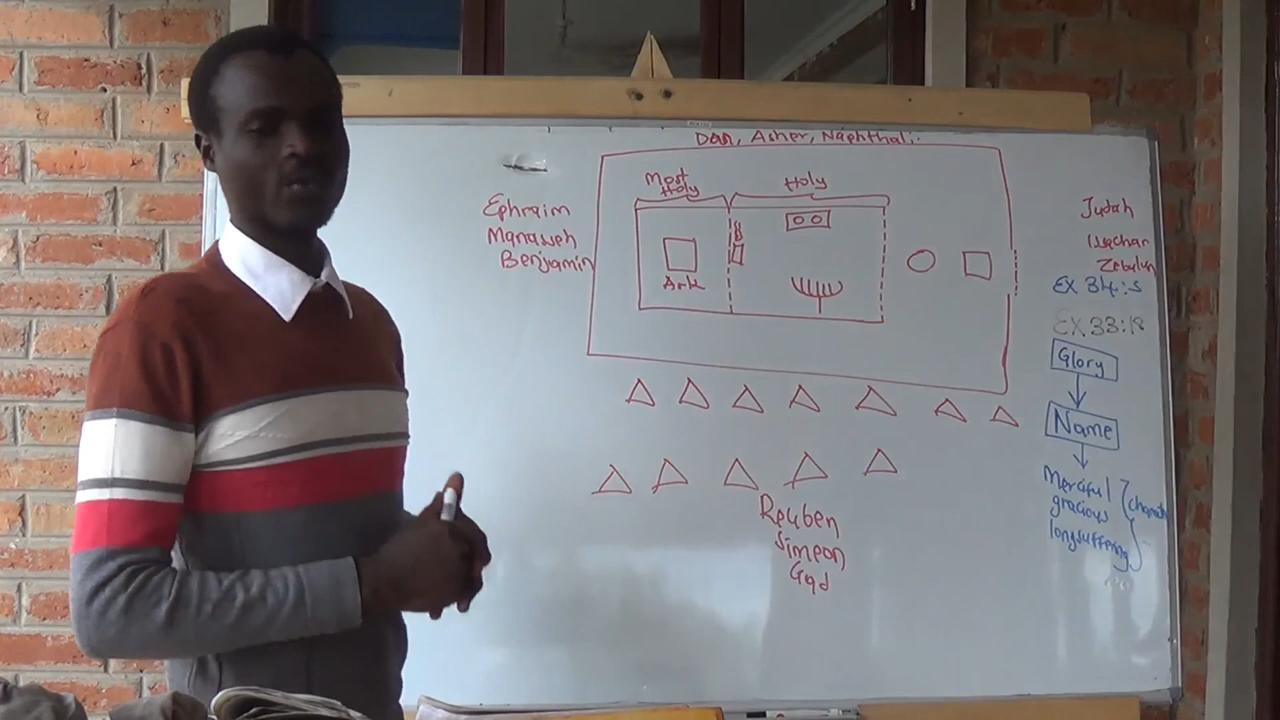 Dan, Asher, Naphthali
Most
Holy
Holy
Ark
Ephraim
Manasseh
Benjamin
Judah
Issachar
Zebulun
EX 34:5
EX 33:18
Glory
Name
Merciful
gracious
longsuffering
Reuben
Simeon
Gad